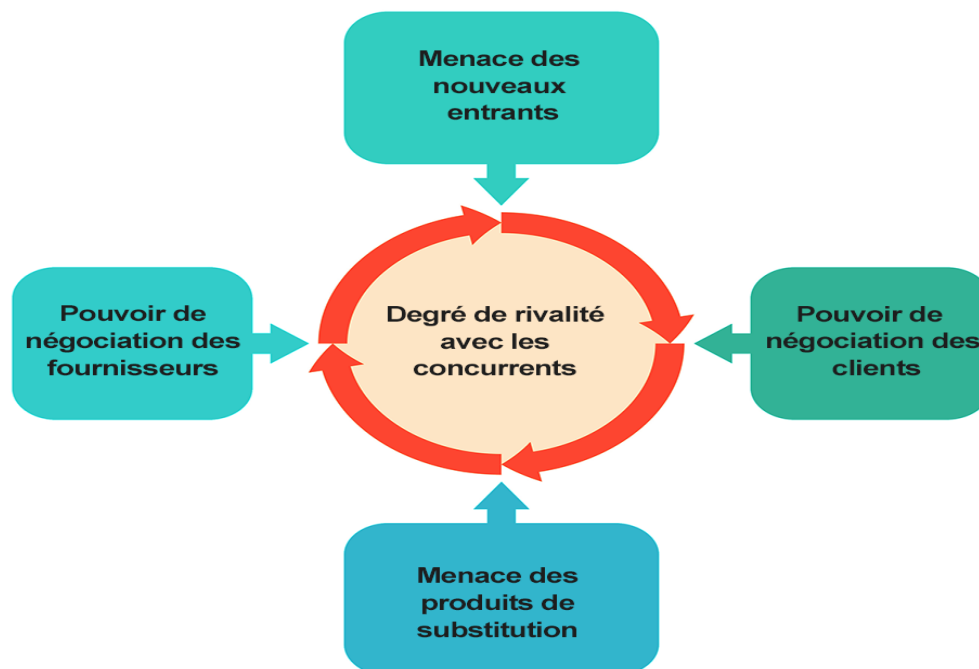 Menace des
nouveaux
entrants
Pouvoir de
négociation des
fournisseurs
Degré de rivalité
avec les
concurrents
Pouvoir de
négociation des
clients
Menace des
produits de
substitution